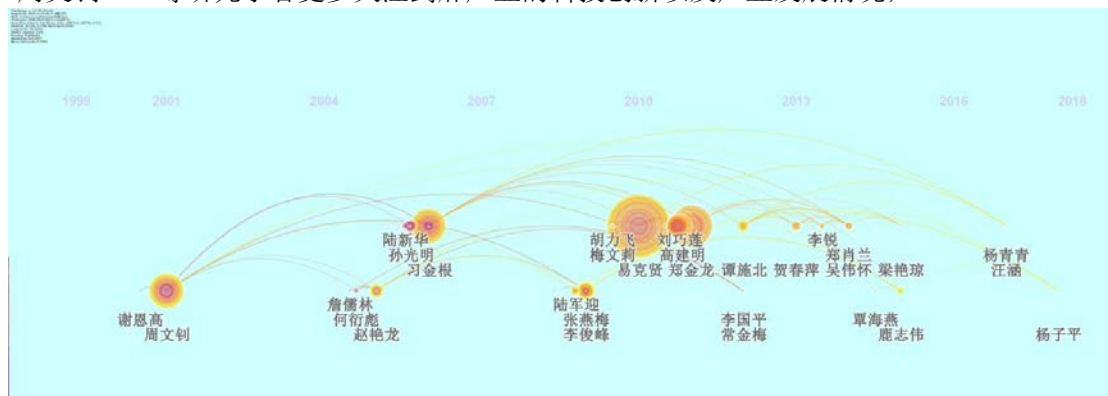 1999 2001 2004 2007 2010 2013 2016 2018
陆新华 胡力飞 刘巧莲 李锐
孙光明 梅文莉 高建明 郑肖兰 杨青青
习金根 易克贤 郑金龙 谭施北 贺春萍 吴伟怀 梁艳琼 汪涵
詹儒林 陆军迎
谢恩高 何衍彪 张燕梅 李国平 覃海燕
周文钊 赵艳龙 李俊峰 常金梅 鹿志伟 杨子平